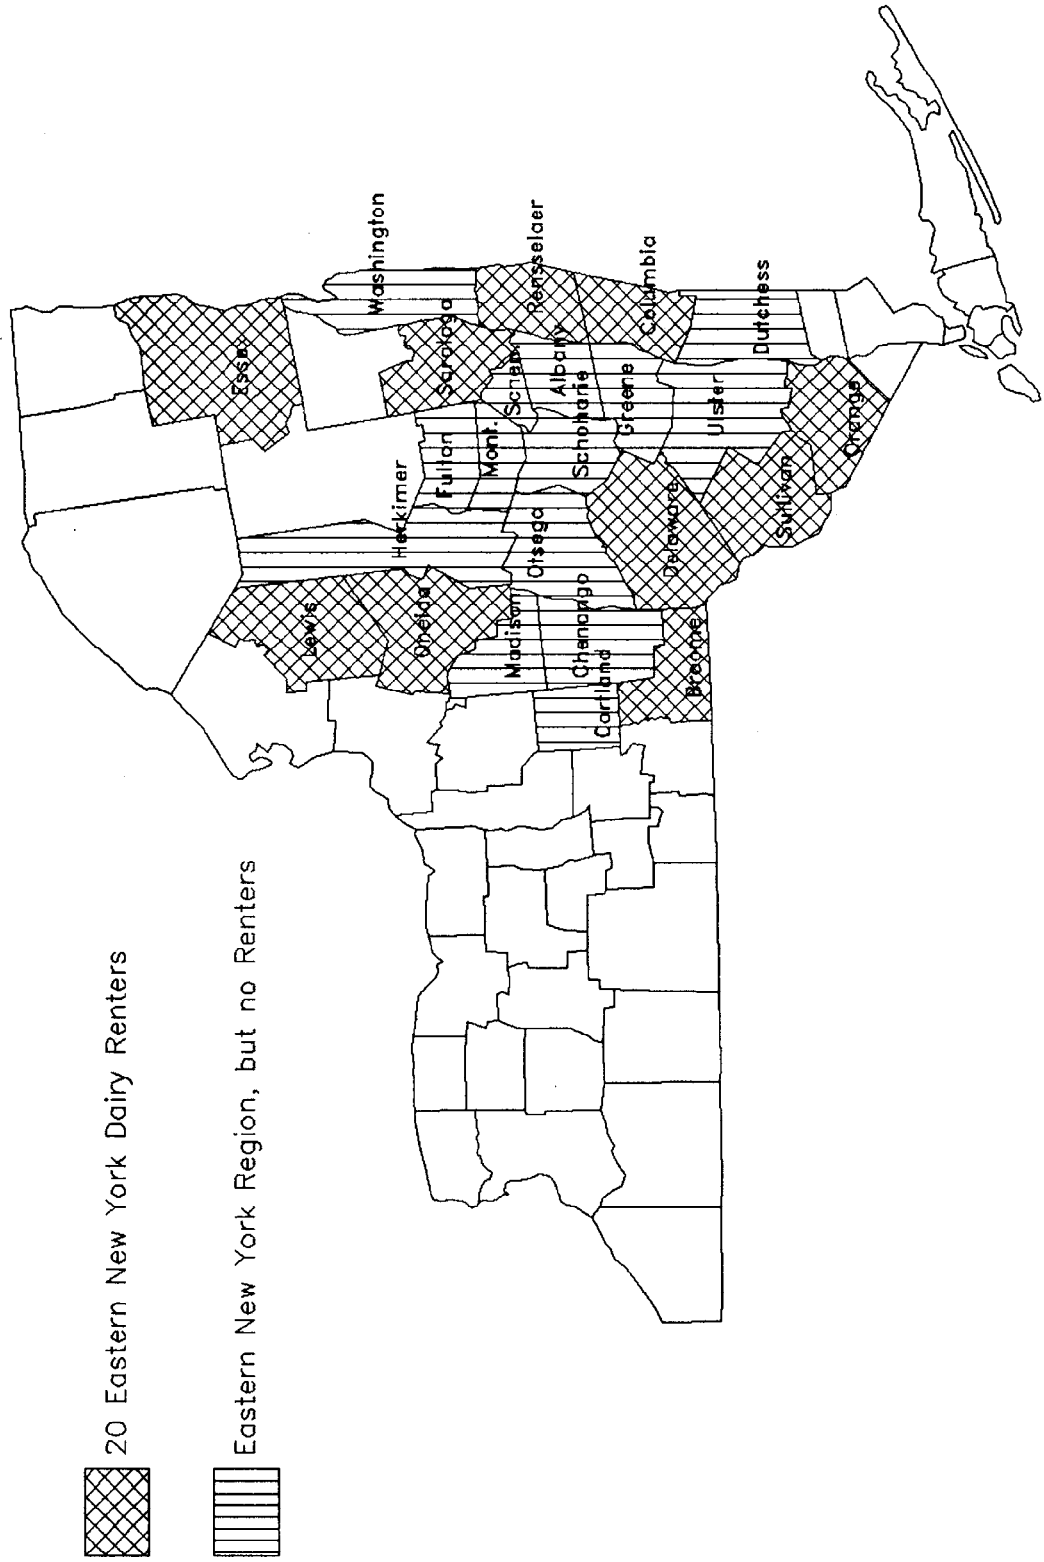 20 Eastern New York Dairy Renters
Eastern New York Region, but no Renters
Essex
Lewis
Herkimer
Washington
Oneida
Fulton
Saratoga
Mont.
Madison
Otsego
Schen.
Rensselaer
Chenango
Schoharie
Albany
Cortland
Greene
Columbia
Broome
Delaware
Ulster
Dutchess
Sullivan
Orange